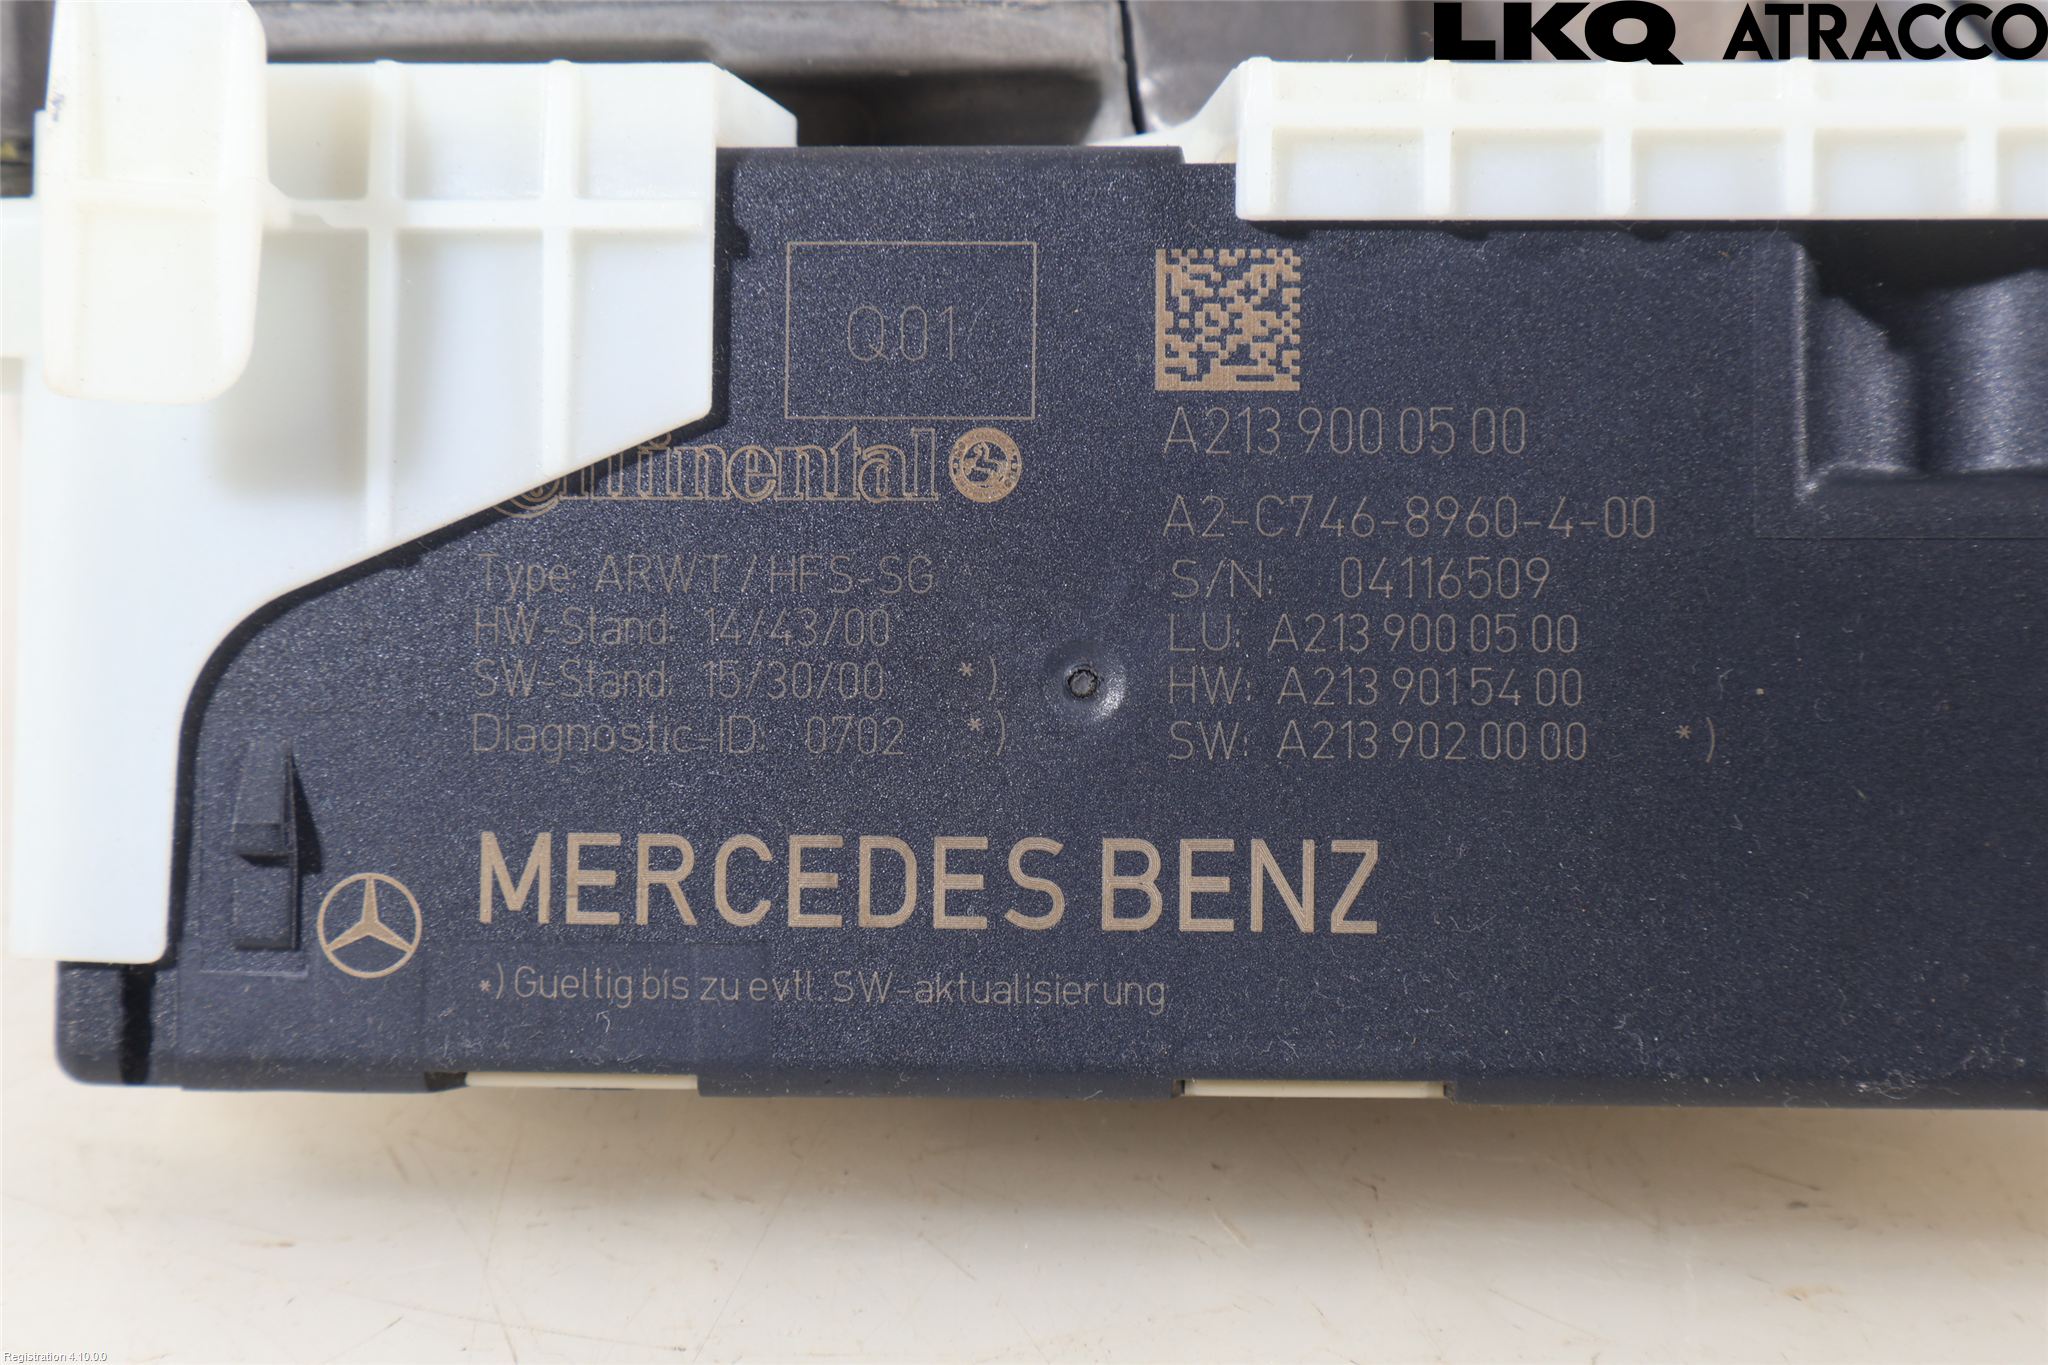 LKQ ATRACCO
Q.01/
Continental
Type: ARWT/HFS-SG
HW-Stand: 14/43/00
SW-Stand: 15/30/00 *)
Diagnostic-ID: 0702 *)
A213 900 05 00
A2-C746-8960-4-00
S/N: 04116509
LU: A213 900 05 00
HW: A213 901 54 00
SW: A213 902 00 00 *)
MERCEDES BENZ
*) Gueltig bis zu evtl. SW-aktualisierung
Registration 4.10.0.0